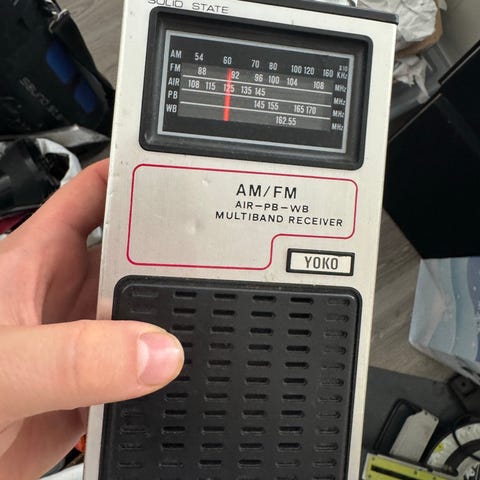 SOLID STATE
AM 54 60 70 80 100 120 160 X10 KHz
FM 88 92 96 100 104 108 MHz
AIR 108 115 125 135 145 MHz
PB 145 155 165 170 MHz
WB 162.55 MHz
AM/FM
AIR-PB-WB
MULTIBAND RECEIVER
YOKO